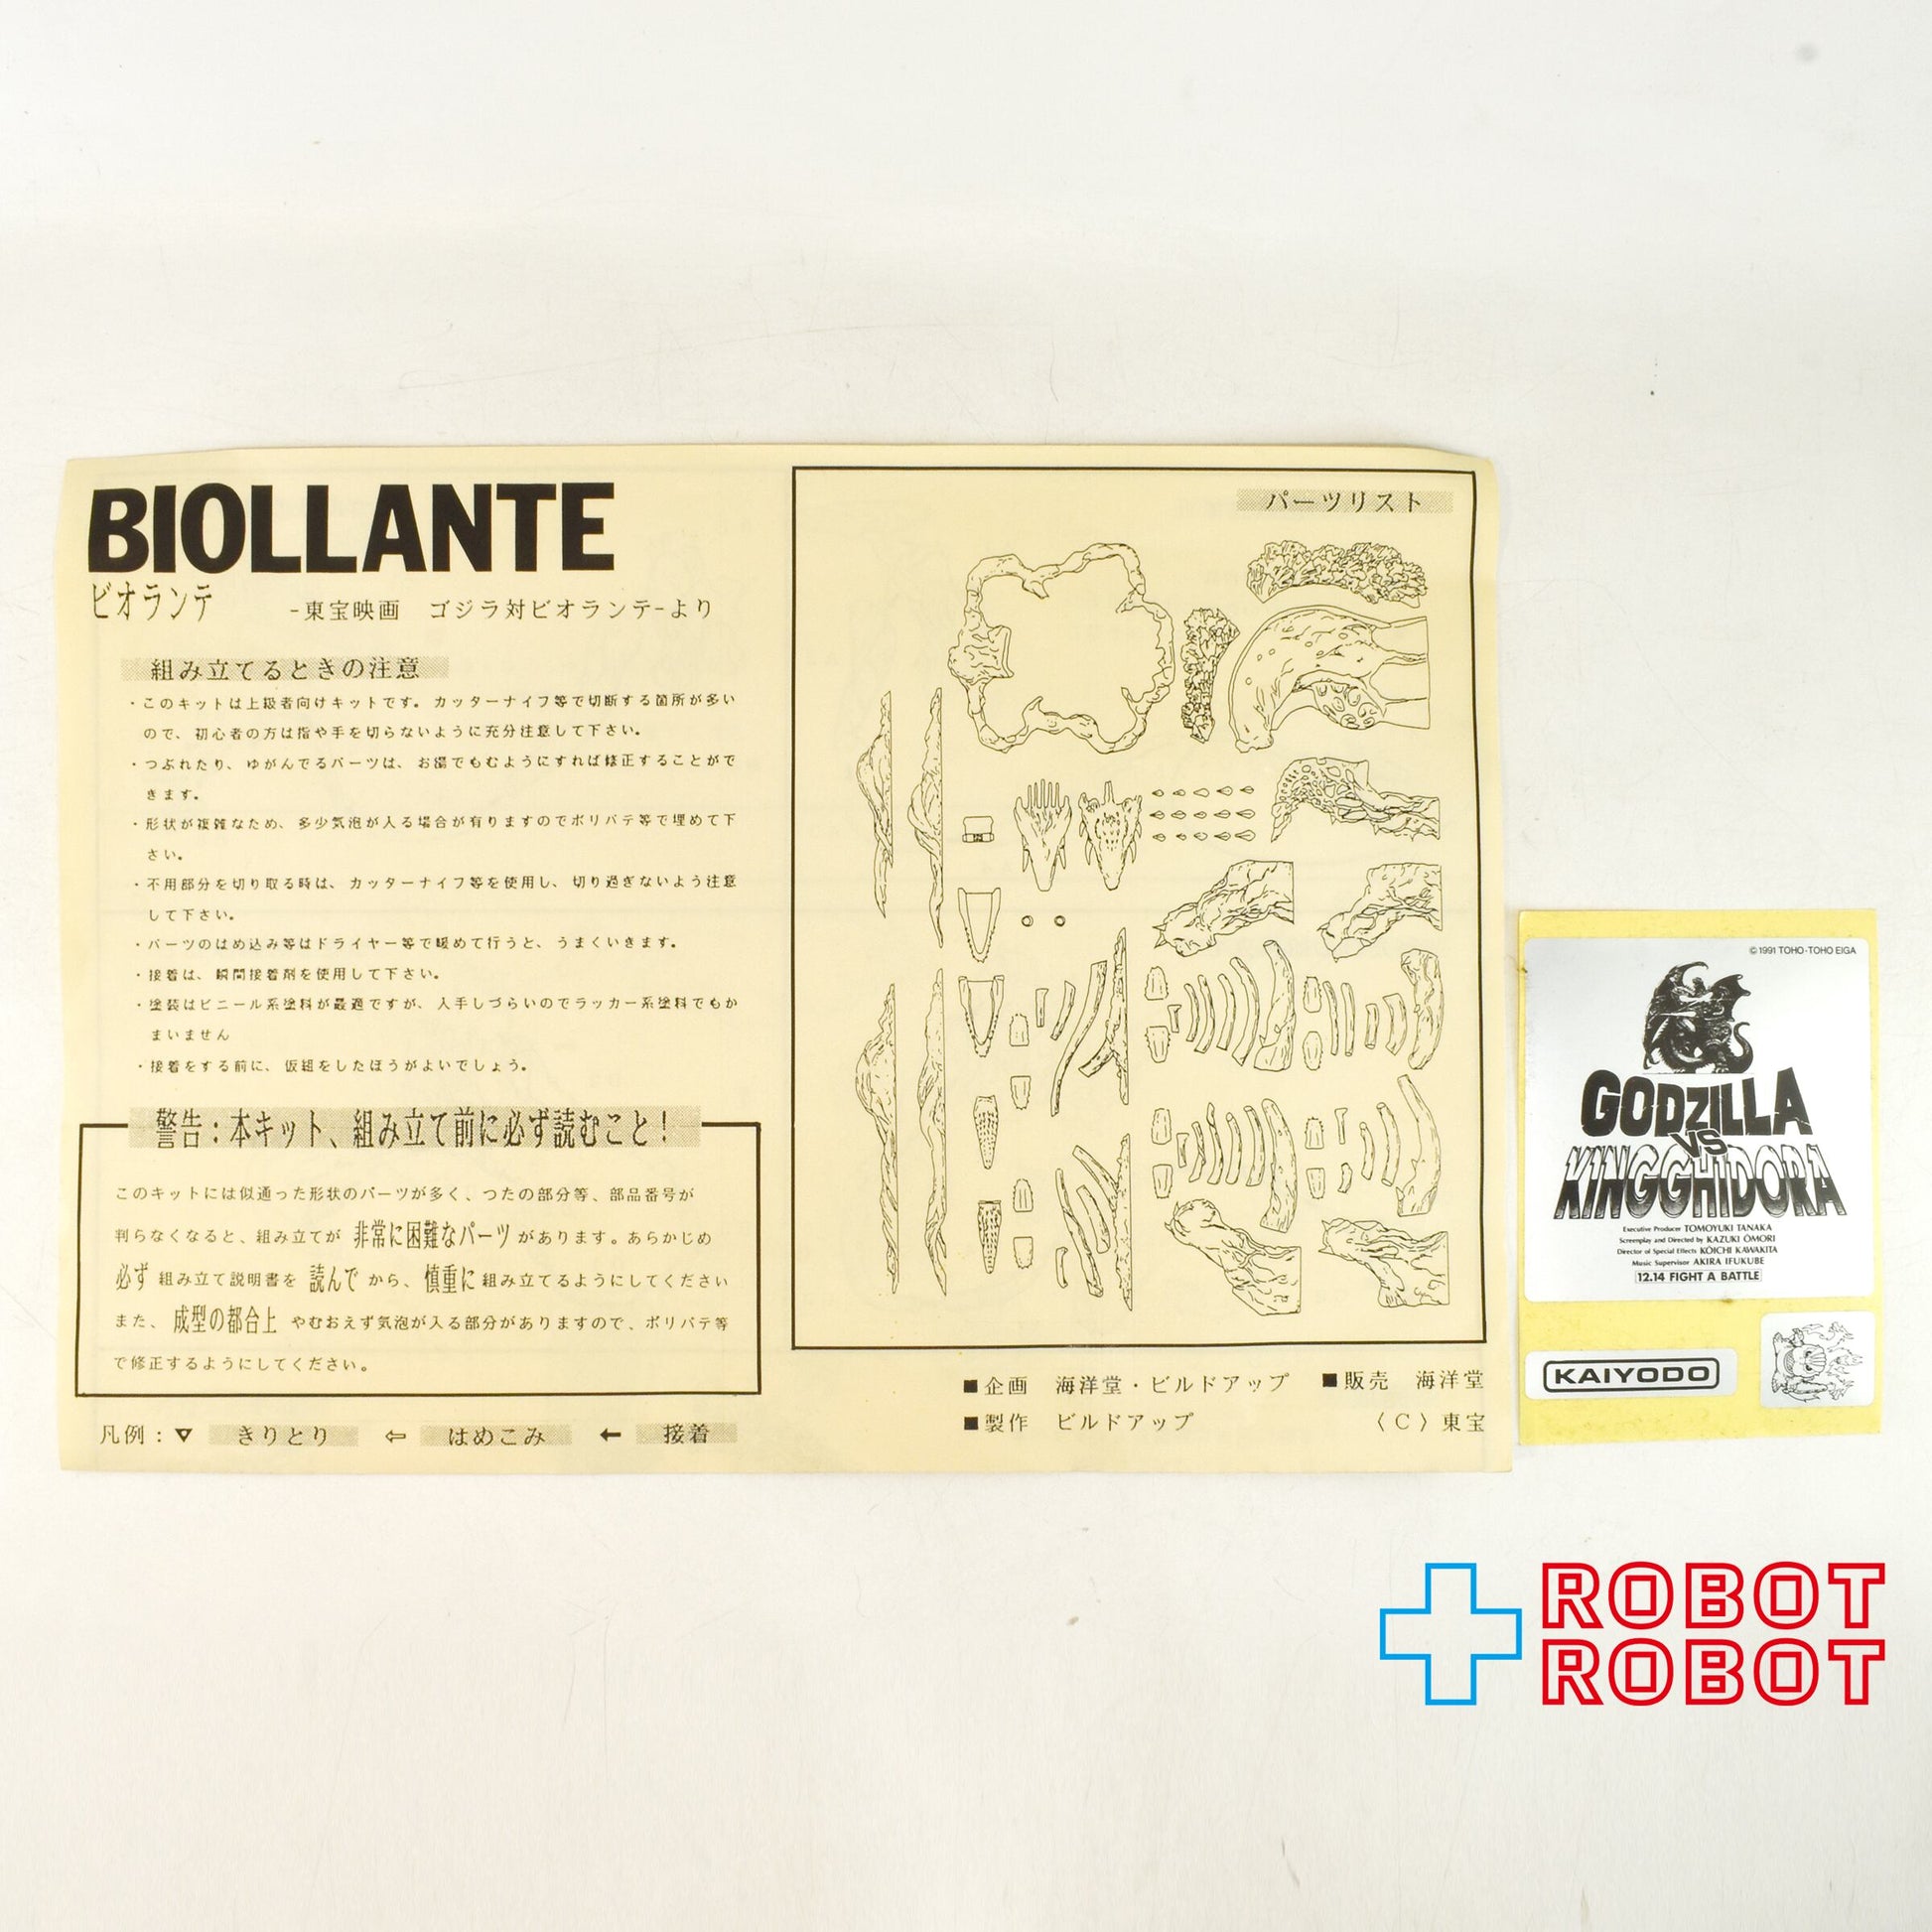 BIOLLANTE
ビオランテ
-東宝映画 ゴジラ対ビオランテ-より
組み立てるときの注意
・このキットは上級者向けキットです。カッターナイフ等で切断する箇所が多い
ので、初心者の方は指や手を切らないように充分注意して下さい。
・つぶれたり、ゆがんでるパーツは、お湯でもむようにすれば修正することがで
きます。
・形状が複雑なため、多少気泡が入る場合が有りますのでポリパテ等で埋めて下
さい。
・不用部分を切り取る時は、カッターナイフ等を使用し、切り過ぎないよう注意
して下さい。
・パーツのはめ込み等はドライヤー等で暖めて行うと、うまくいきます。
・接着は、瞬間接着剤を使用して下さい。
・塗装はビニール系塗料が最適ですが、入手しづらいのでラッカー系塗料でもか
まいません
・接着をする前に、仮組をしたほうがよいでしょう。
警告：本キット、組み立て前に必ず読むこと！
このキットには似通った形状のパーツが多く、つたの部分等、部品番号が
判らなくなると、組み立てが 非常に困難なパーツ があります。あらかじめ
必ず 組み立て説明書を 読んで から、慎重に 組み立てるようにしてください
また、成型の都合上 やむおえず気泡が入る部分がありますので、ポリパテ等
で修正するようにしてください。
凡例：▽ きりとり ⇦ はめこみ ← 接着
パーツリスト
■企画 海洋堂・ビルドアップ ■販売 海洋堂
■製作 ビルドアップ 〈C〉東宝
©1991 TOHO-TOHO EIGA
GODZILLA
VS
KINGGHIDORA
Executive Producer TOMOYUKI TANAKA
Screenplay and Directed by KAZUKI ŌMORI
Director of Special Effects KŌICHI KAWAKITA
Music Supervisor AKIRA IFUKUBE
12.14 FIGHT A BATTLE
KAIYODO
ROBOT
ROBOT